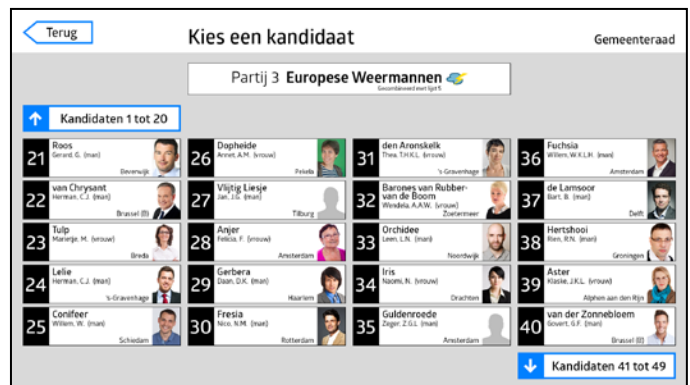 Terug
Kies een kandidaat
Gemeenteraad
Partij 3 Europese Weermannen
Gecombineerd met lijst 5
Kandidaten 1 tot 20
21 Roos
Gerard, G. (man)
Beverwijk
22 van Chrysant
Herman, C.J. (man)
Brussel (B)
23 Tulp
Marietje, M. (vrouw)
Breda
24 Lelie
Herman, C.J. (man)
's-Gravenhage
25 Conifeer
Willem, W. (man)
Schiedam
26 Dopheide
Annet, A.M. (vrouw)
Pekela
27 Vlijtig Liesje
Jan, J.G. (man)
Tilburg
28 Anjer
Felicia, F. (vrouw)
Amsterdam
29 Gerbera
Daan, D.K. (man)
Haarlem
30 Fresia
Nico, N.M. (man)
Rotterdam
31 den Aronskelk
Thea, T.H.K.L. (vrouw)
's-Gravenhage
32 Barones van Rubber-
van de Boom
Wendela, A.A.W. (vrouw)
Zoetermeer
33 Orchidee
Leen, L.N. (man)
Noordwijk
34 Iris
Naomi, N. (vrouw)
Drachten
35 Guldenroede
Zeger, Z.G.L. (man)
Amsterdam
36 Fuchsia
Willem, W.K.L.H. (man)
Amsterdam
37 de Lamsoor
Bart, B. (man)
Delft
38 Hertshooi
Rien, R.N. (man)
Groningen
39 Aster
Klaske, J.K.L. (vrouw)
Alphen aan den Rijn
40 van der Zonnebloem
Govert, G.F. (man)
Brussel (B)
Kandidaten 41 tot 49